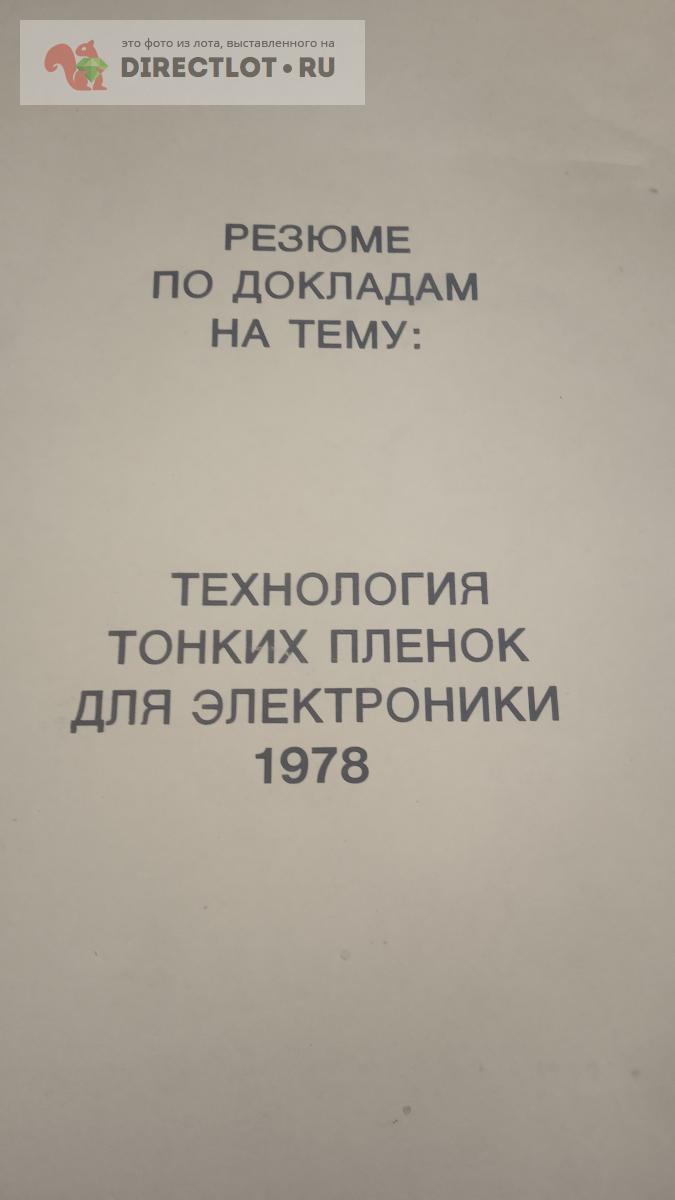 это фото из лота, выставленного на
DIRECTLOT•RU
РЕЗЮМЕ
ПО ДОКЛАДАМ
НА ТЕМУ:
ТЕХНОЛОГИЯ
ТОНКИХ ПЛЕНОК
ДЛЯ ЭЛЕКТРОНИКИ
1978